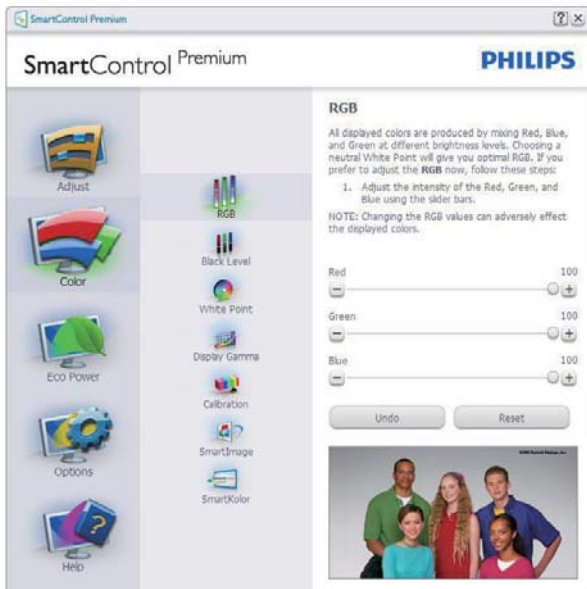 SmartControl Premium
? ×
SmartControl Premium
PHILIPS
Adjust
Color
Eco Power
Options
Help
RGB
Black Level
White Point
Display Gamma
Calibration
SmartImage
SmartKolor
RGB
All displayed colors are produced by mixing Red, Blue,
and Green at different brightness levels. Choosing a
neutral White Point will give you optimal RGB. If you
prefer to adjust the RGB now, follow these steps:
1. Adjust the intensity of the Red, Green, and
Blue using the slider bars.
NOTE: Changing the RGB values can adversely effect
the displayed colors.
Red 100
Green 100
Blue 100
Undo Reset